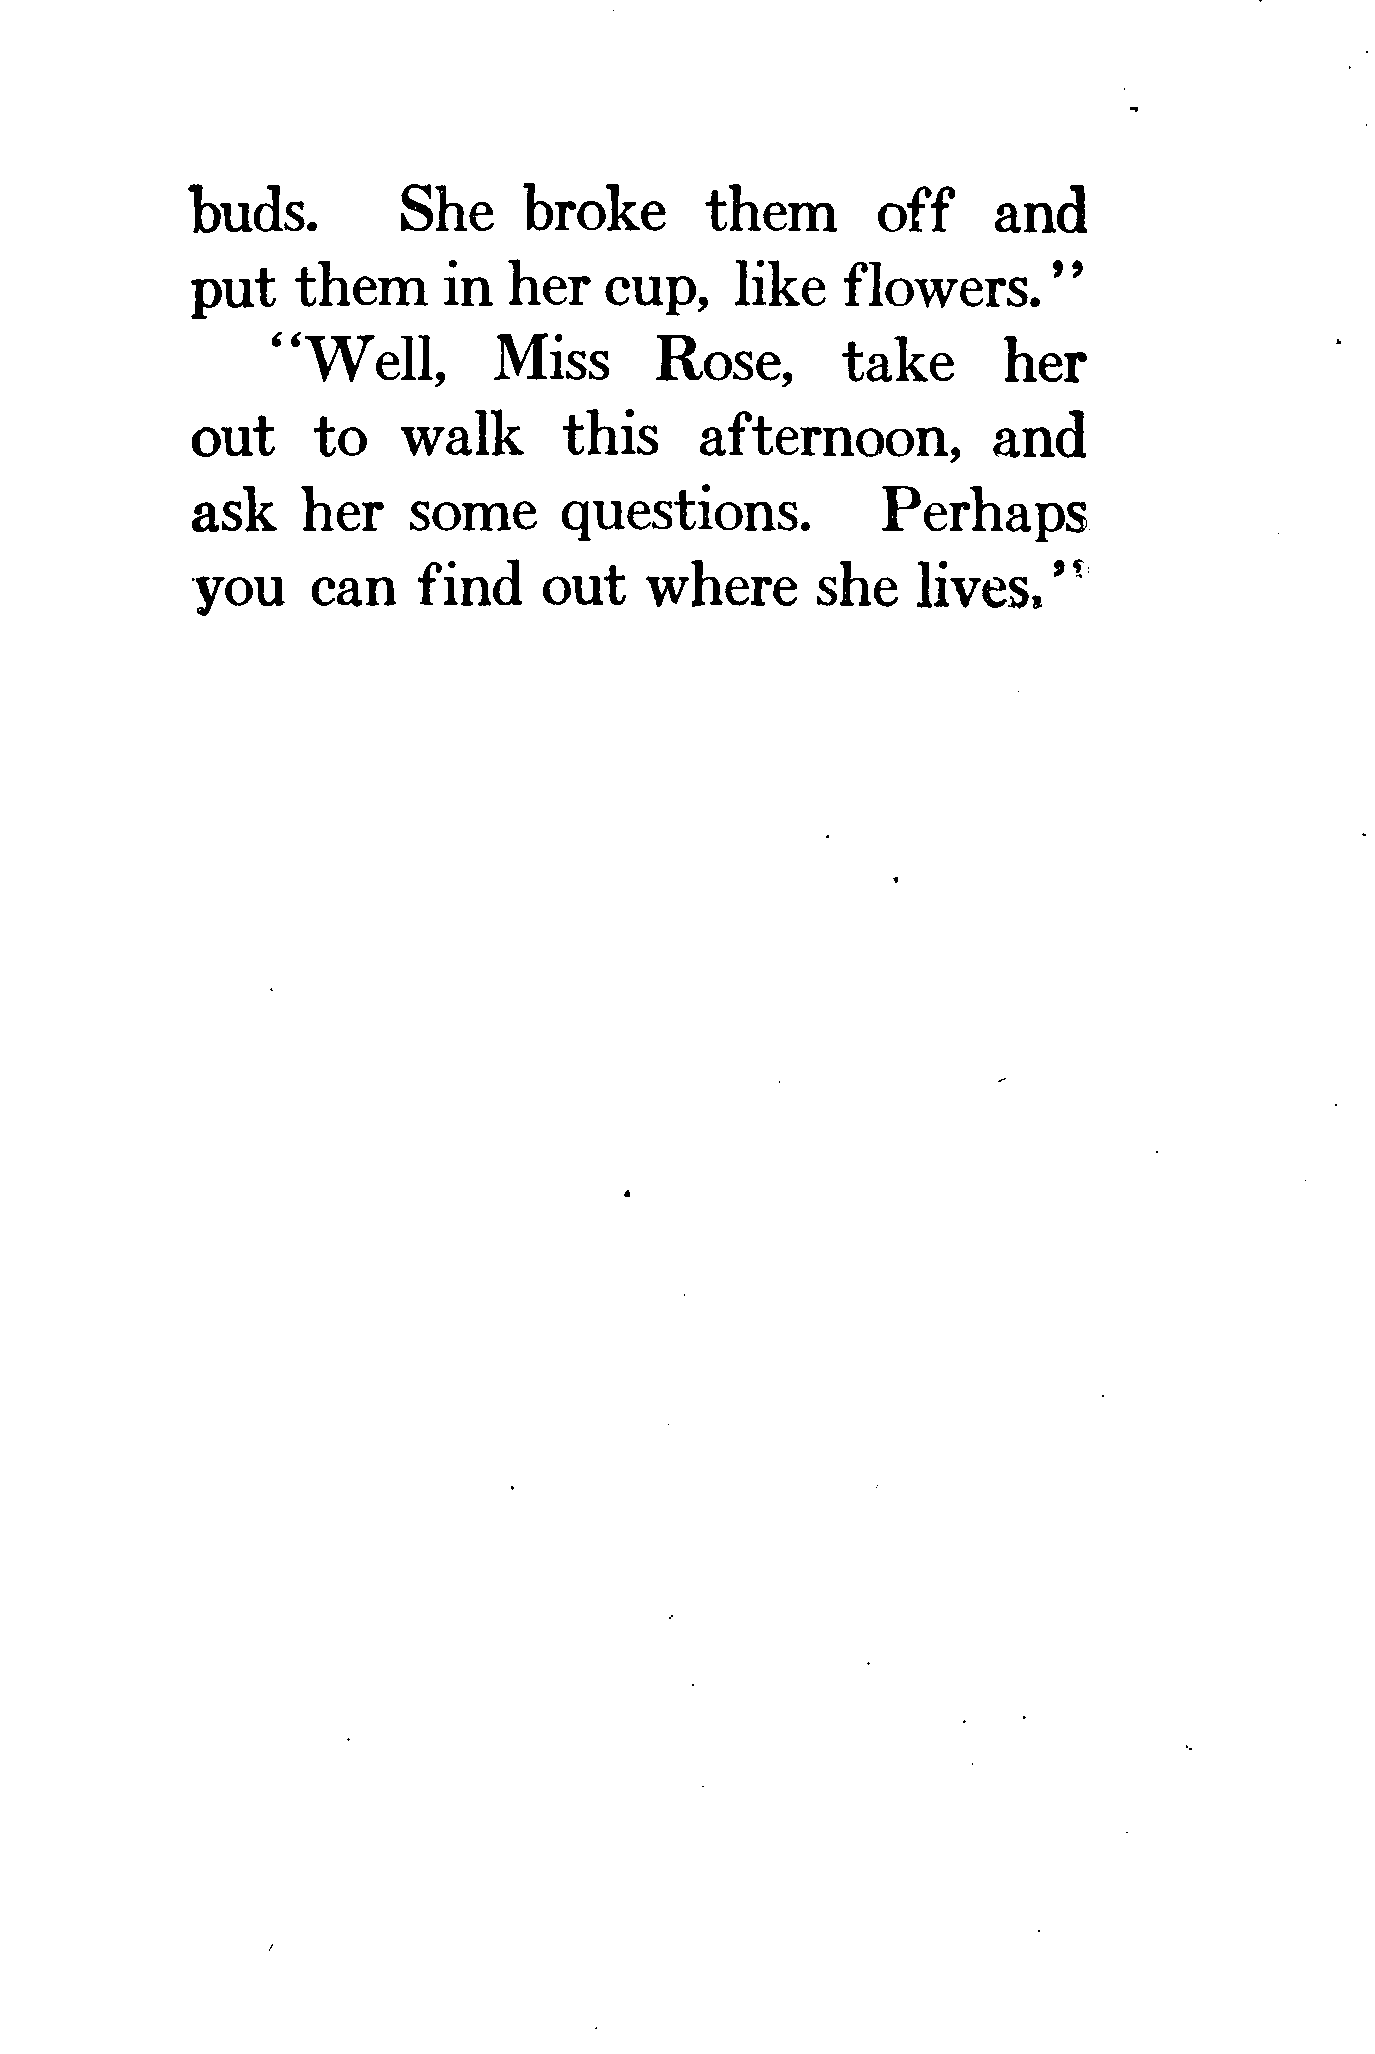 buds. She broke them off and
put them in her cup, like flowers."
"Well, Miss Rose, take her
out to walk this afternoon, and
ask her some questions. Perhaps
you can find out where she lives."